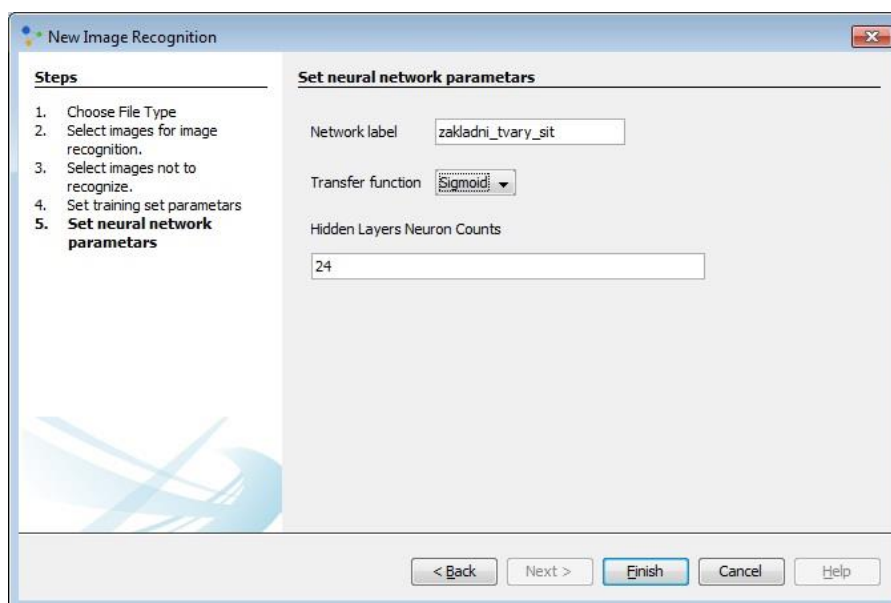 New Image Recognition
Steps
1. Choose File Type
2. Select images for image
recognition.
3. Select images not to
recognize.
4. Set training set parametars
5. Set neural network
parametars
Set neural network parametars
Network label zakladni_tvary_sit
Transfer function Sigmoid
Hidden Layers Neuron Counts
24
< Back Next > Finish Cancel Help